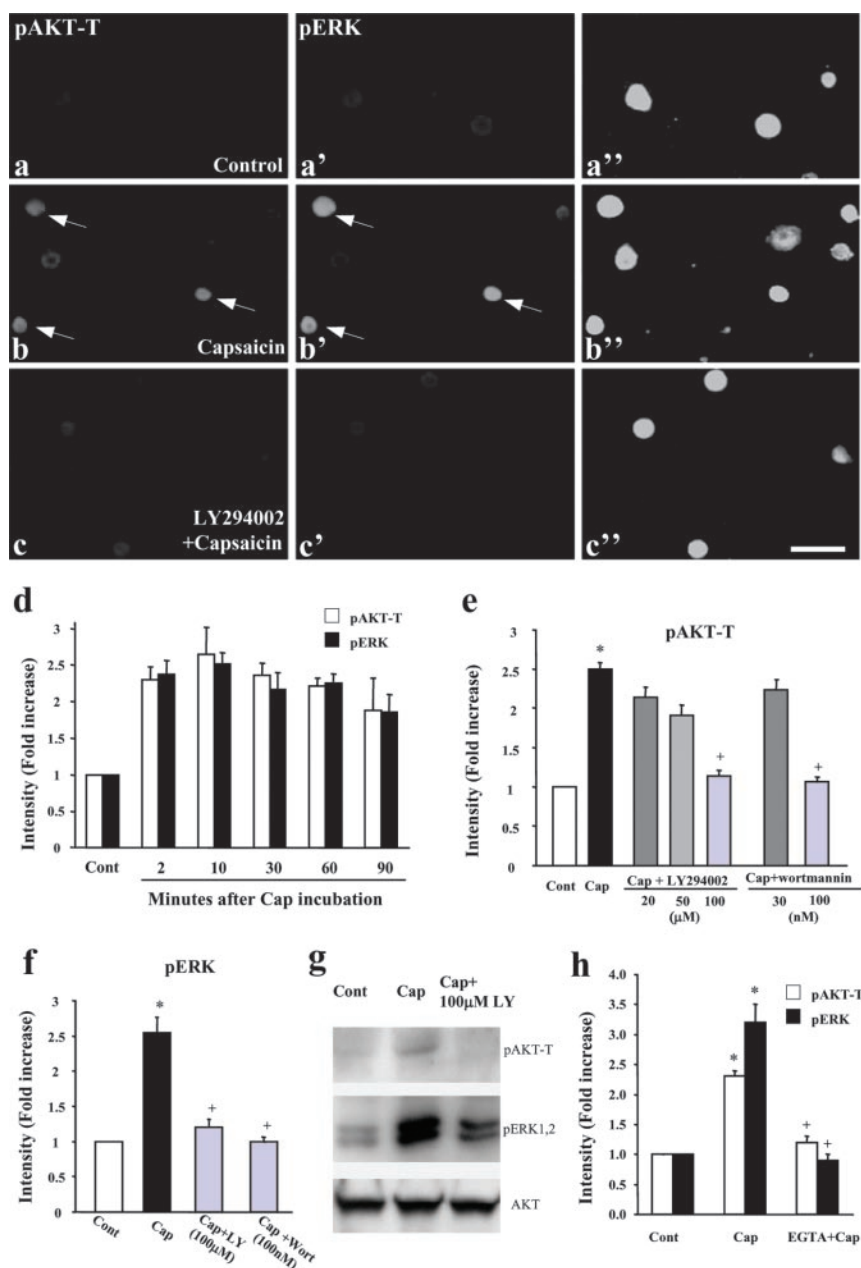 pAKT-T pERK
a Control a' a''
b Capsaicin b' b''
c LY294002 +Capsaicin c' c''
d
pAKT-T
pERK
Intensity (Fold increase)
3
2.5
2
1.5
1
0.5
0
Cont 2 10 30 60 90
Minutes after Cap incubation
e
pAKT-T
Intensity (Fold increase)
3
2.5
2
1.5
1
0.5
0
*
+
+
Cont Cap Cap + LY294002 Cap+wortmannin
20 50 100 30 100
(μM) (nM)
f
pERK
Intensity (Fold increase)
3
2.5
2
1.5
1
0.5
0
*
+
+
Cont
Cap
Cap+LY
(100μM)
Cap +Wort
(100nM)
g
Cont Cap Cap+
100μM LY
pAKT-T
pERK1,2
AKT
h
pAKT-T
pERK
Intensity (Fold increase)
4.0
3.5
3.0
2.5
2.0
1.5
1.0
0.5
0.0
*
*
+
+
Cont Cap EGTA+Cap